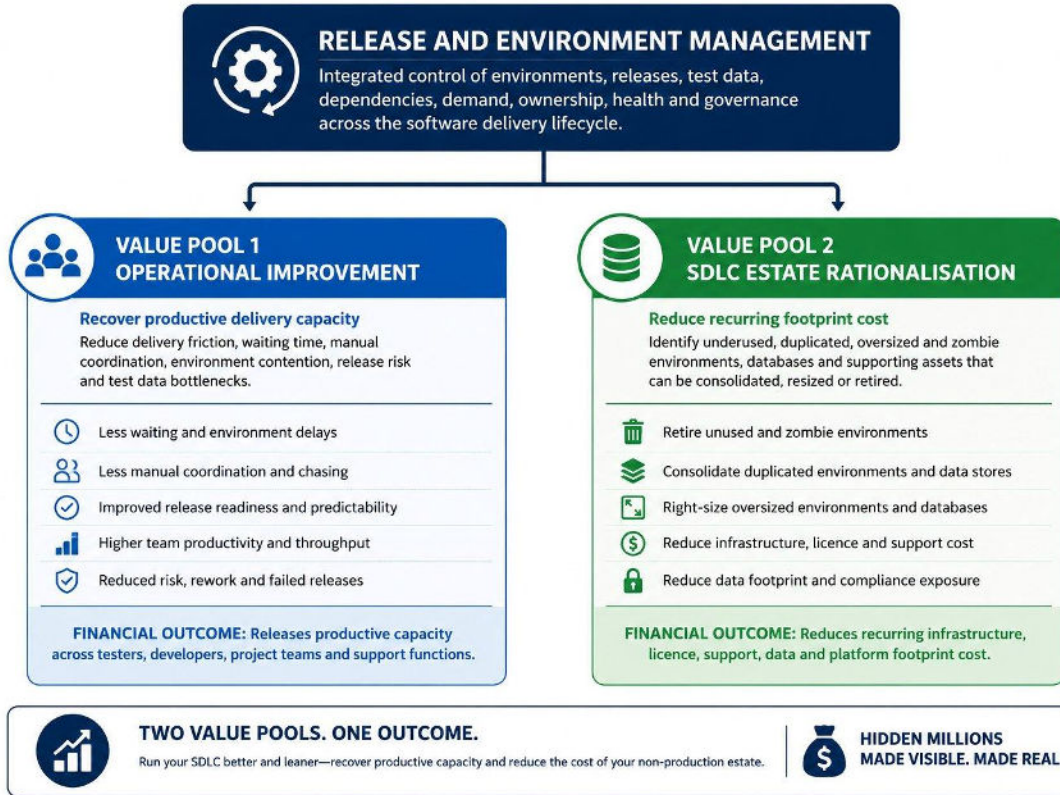 RELEASE AND ENVIRONMENT MANAGEMENT
Integrated control of environments, releases, test data,
dependencies, demand, ownership, health and governance
across the software delivery lifecycle.
VALUE POOL 1
OPERATIONAL IMPROVEMENT
Recover productive delivery capacity
Reduce delivery friction, waiting time, manual
coordination, environment contention, release risk
and test data bottlenecks.
Less waiting and environment delays
Less manual coordination and chasing
Improved release readiness and predictability
Higher team productivity and throughput
Reduced risk, rework and failed releases
FINANCIAL OUTCOME: Releases productive capacity
across testers, developers, project teams and support functions.
VALUE POOL 2
SDLC ESTATE RATIONALISATION
Reduce recurring footprint cost
Identify underused, duplicated, oversized and zombie
environments, databases and supporting assets that
can be consolidated, resized or retired.
Retire unused and zombie environments
Consolidate duplicated environments and data stores
Right-size oversized environments and databases
$
Reduce infrastructure, licence and support cost
Reduce data footprint and compliance exposure
FINANCIAL OUTCOME: Reduces recurring infrastructure,
licence, support, data and platform footprint cost.
TWO VALUE POOLS. ONE OUTCOME.
Run your SDLC better and leaner—recover productive capacity and reduce the cost of your non-production estate.
$
HIDDEN MILLIONS
MADE VISIBLE. MADE REAL